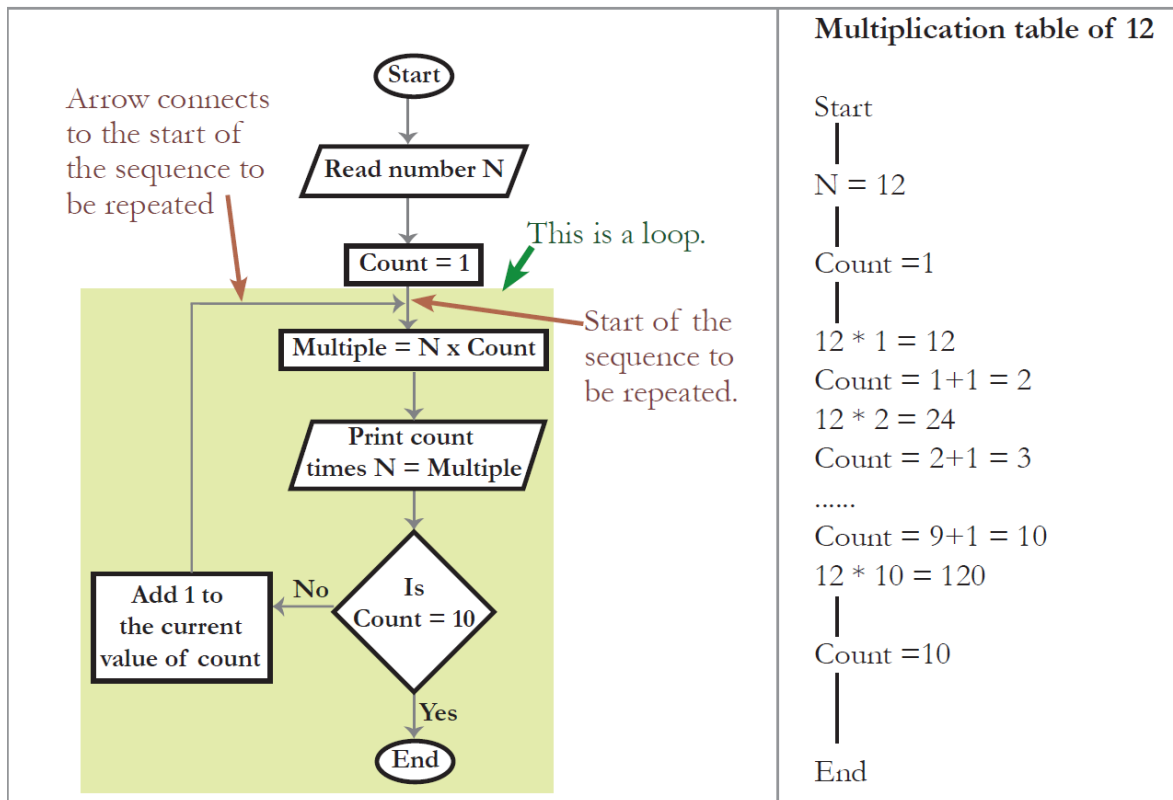 Start
Arrow connects
to the start of
the sequence to
be repeated
Read number N
This is a loop.
Count = 1
Start of the
sequence to
be repeated.
Multiple = N x Count
Print count
times N = Multiple
Is
Count = 10
No
Add 1 to
the current
value of count
Yes
End
Multiplication table of 12
Start
N = 12
Count =1
12 * 1 = 12
Count = 1+1 = 2
12 * 2 = 24
Count = 2+1 = 3
......
Count = 9+1 = 10
12 * 10 = 120
Count =10
End